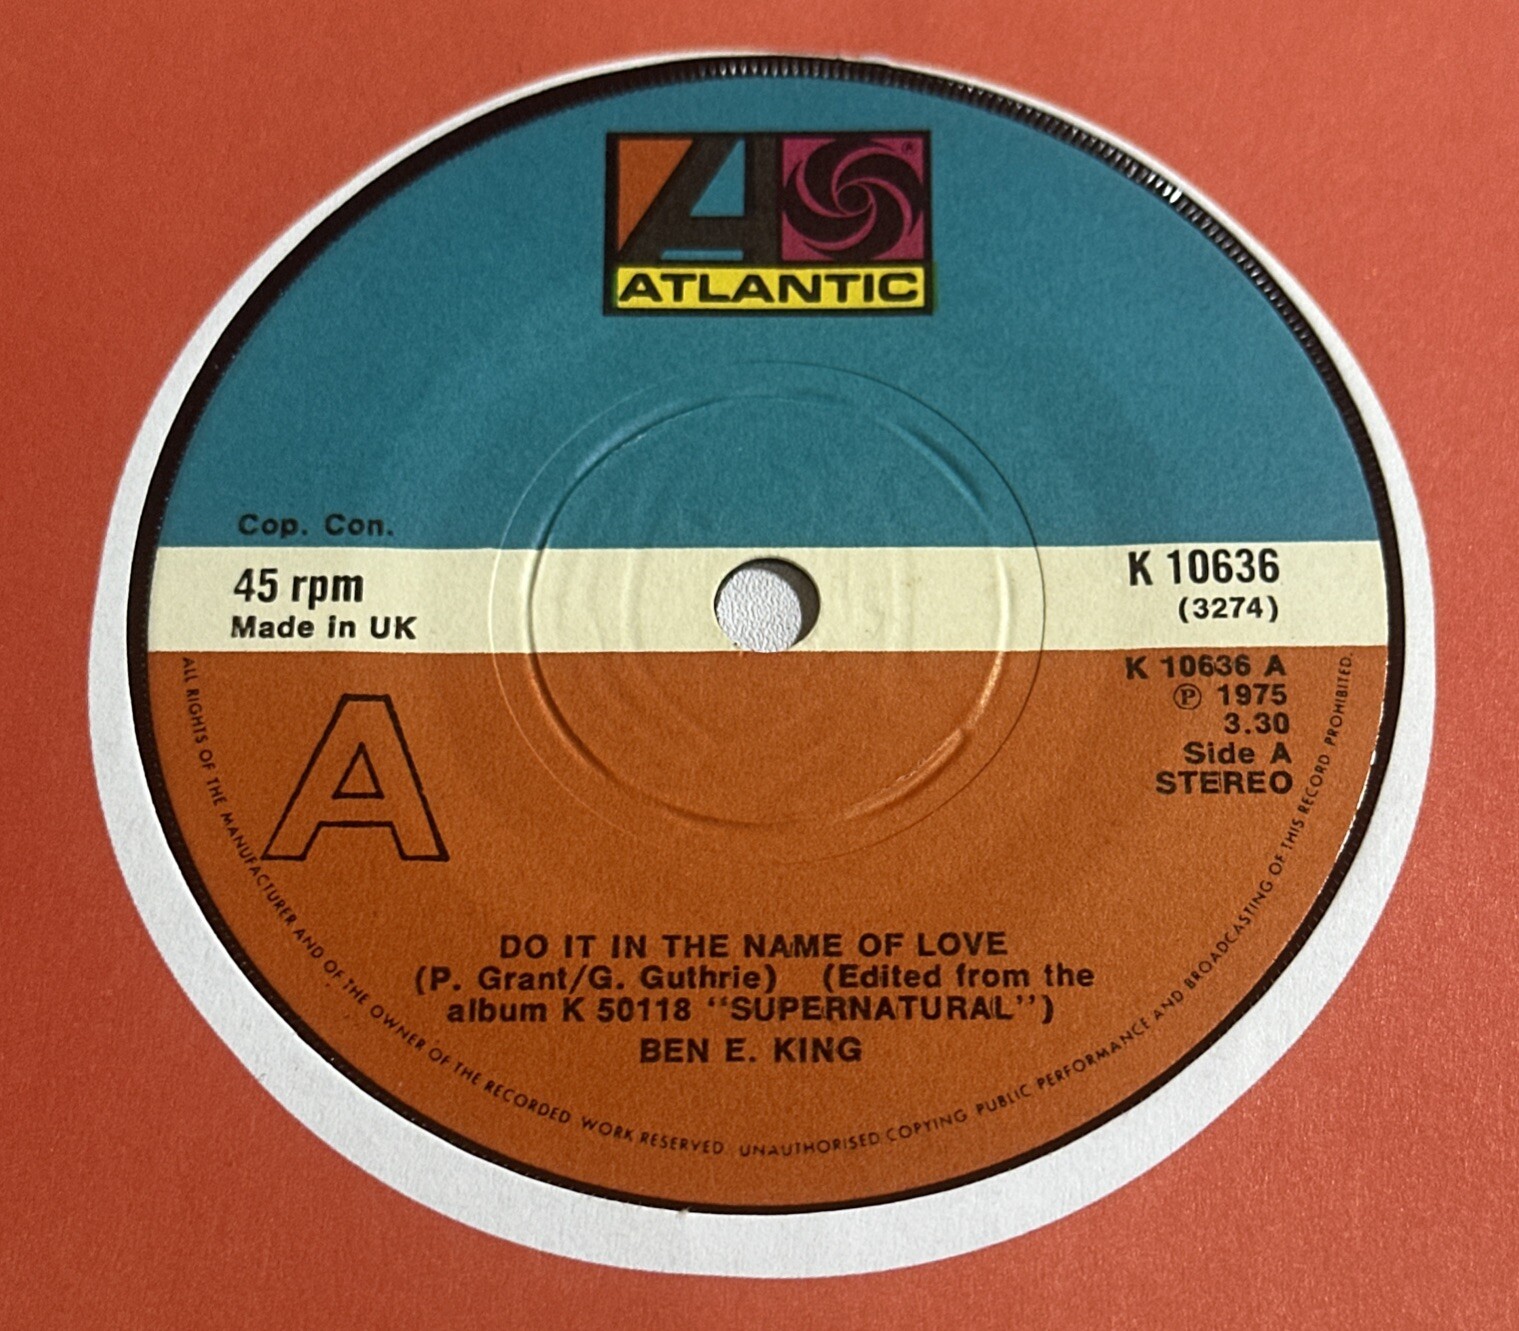 ATLANTIC
Cop. Con.
45 rpm
Made in UK
K 10636
(3274)
K 10636 A
℗ 1975
3.30
Side A
STEREO
A
DO IT IN THE NAME OF LOVE
(P. Grant/G. Guthrie) (Edited from the
album K 50118 “SUPERNATURAL”)
BEN E. KING
ALL RIGHTS OF THE MANUFACTURER AND OF THE OWNER OF THE RECORDED WORK RESERVED. UNAUTHORISED COPYING PUBLIC PERFORMANCE AND BROADCASTING OF THIS RECORD PROHIBITED.